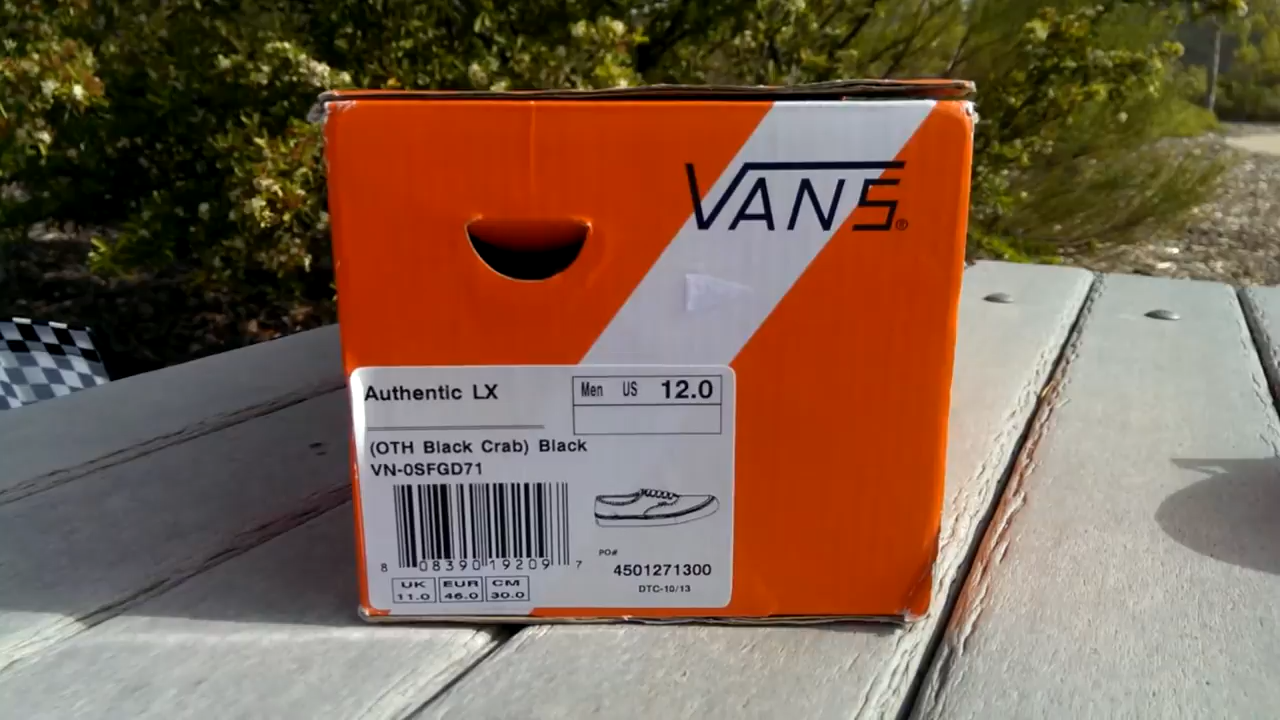 VANS®
Authentic LX
Men US 12.0
(OTH Black Crab) Black
VN-0SFGD71
8 08390 19209 7
PO#
4501271300
DTC-10/13
UK EUR CM
11.0 46.0 30.0